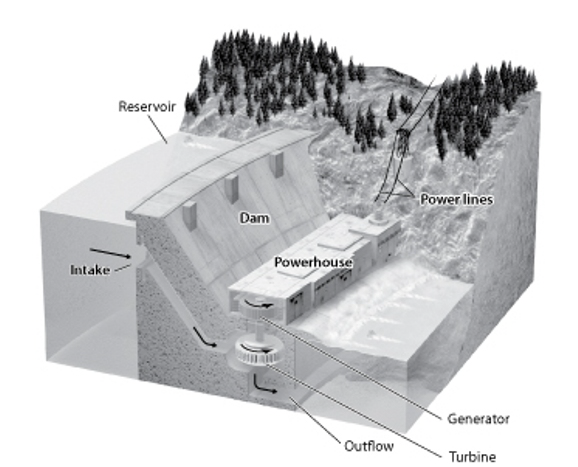 Reservoir
Power lines
Dam
Intake
Powerhouse
Generator
Outflow
Turbine